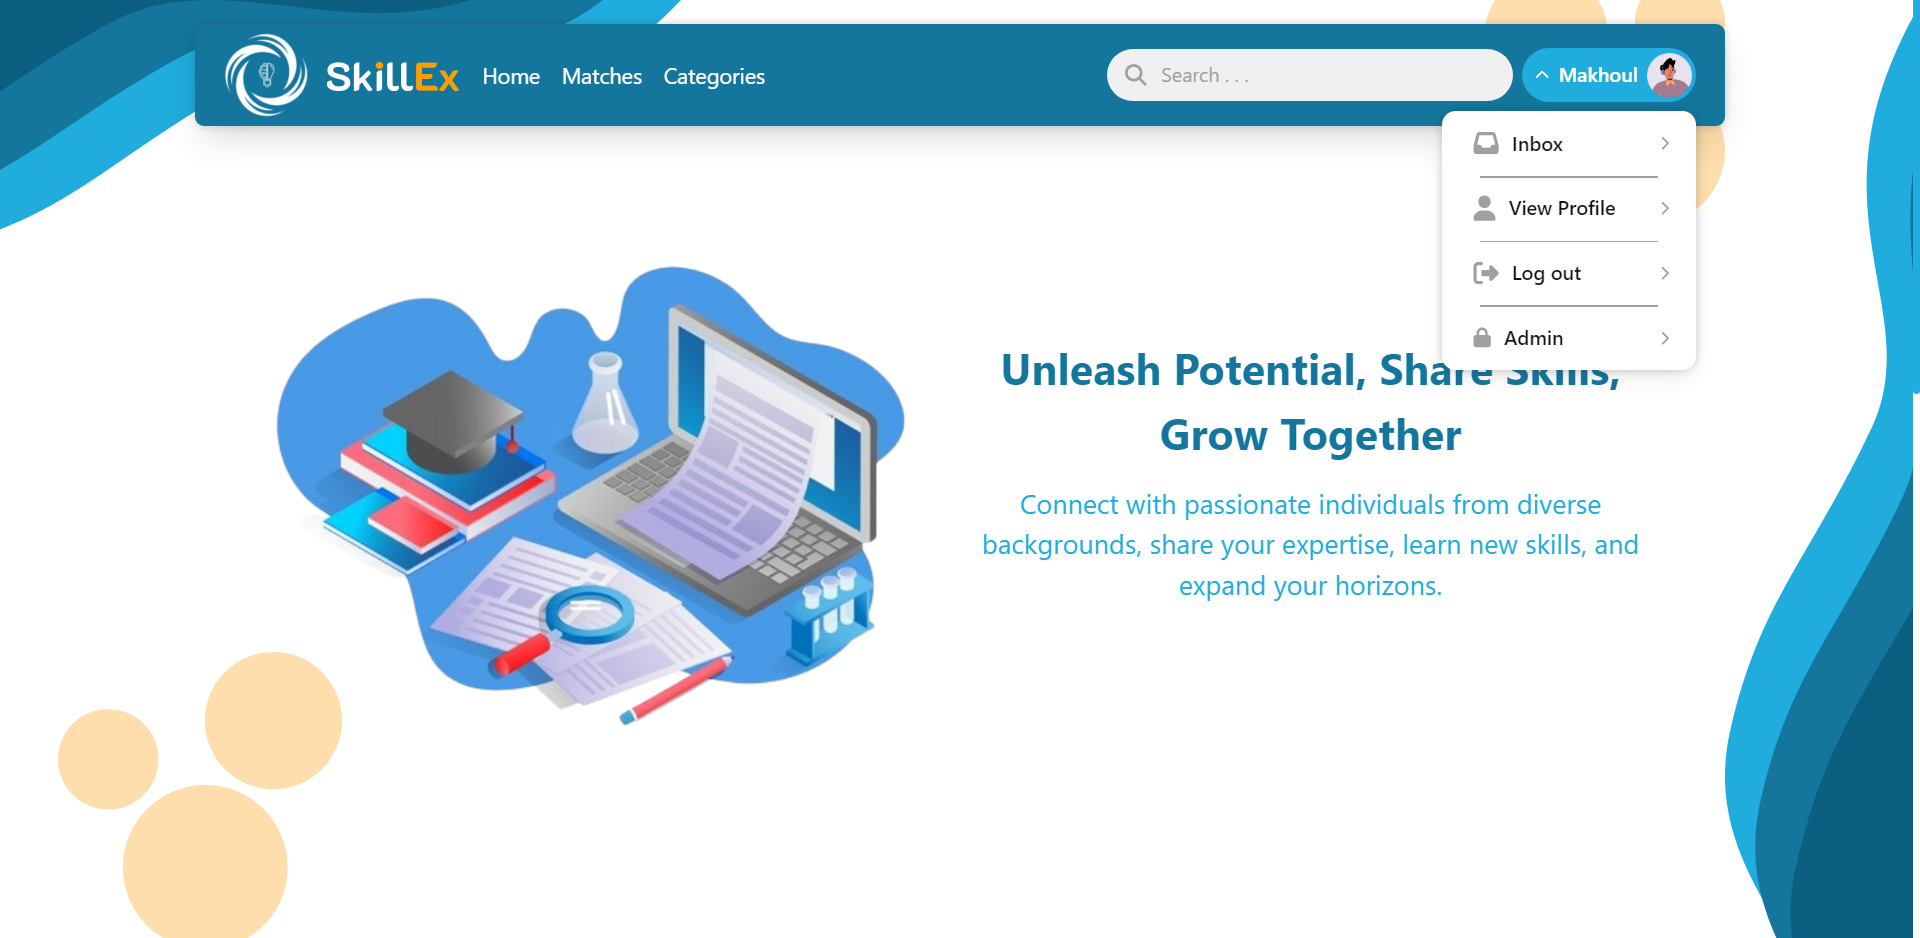 SkillEx
Home
Matches
Categories
Search . . .
Makhoul
Inbox
View Profile
Log out
Admin
Unleash Potential, Share Skills,
Grow Together
Connect with passionate individuals from diverse
backgrounds, share your expertise, learn new skills, and
expand your horizons.